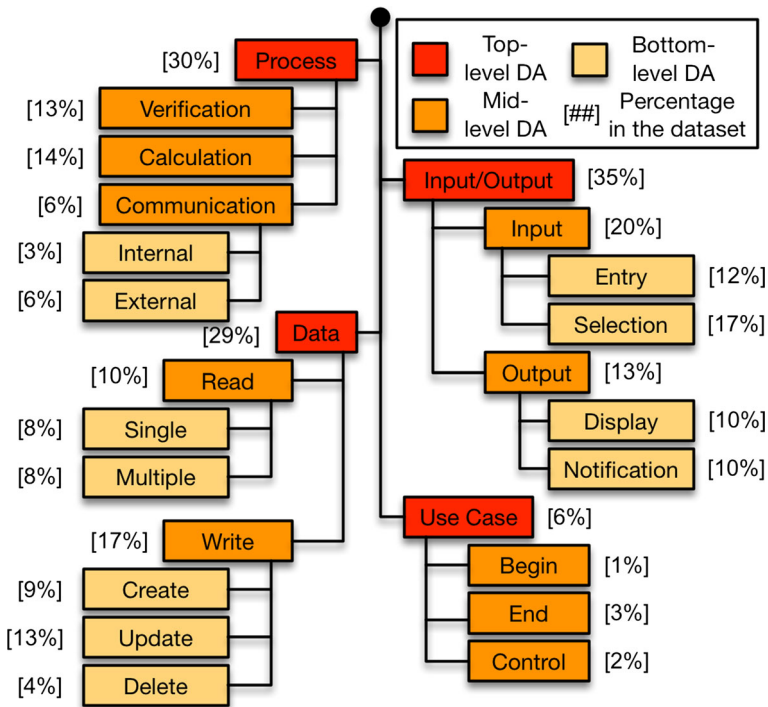 Top-
level DA
Bottom-
level DA
Mid-
level DA
[##] Percentage
in the dataset
[30%] Process
[13%] Verification
[14%] Calculation
[6%] Communication
[3%] Internal
[6%] External
[29%] Data
[10%] Read
[8%] Single
[8%] Multiple
[17%] Write
[9%] Create
[13%] Update
[4%] Delete
Input/Output [35%]
Input [20%]
Entry [12%]
Selection [17%]
Output [13%]
Display [10%]
Notification [10%]
Use Case [6%]
Begin [1%]
End [3%]
Control [2%]